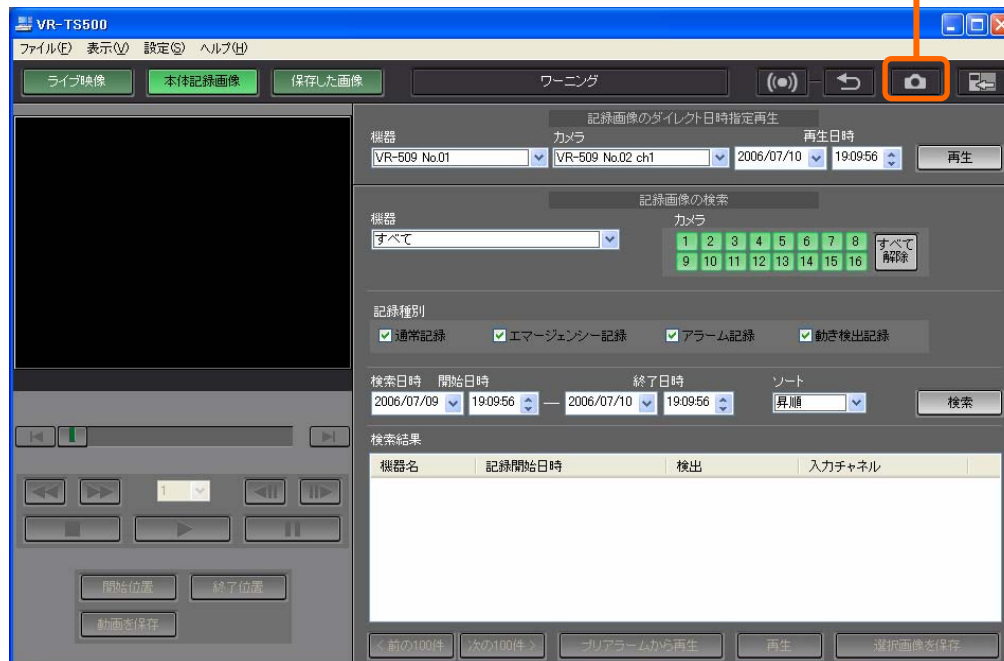 VR-TS500
ファイル(F) 表示(V) 設定(S) ヘルプ(H)
ライブ映像 本体記録画像 保存した画像 ワーニング
記録画像のダイレクト日時指定再生
機器 カメラ 再生日時
VR-509 No.01 VR-509 No.02 ch1 2006/07/10 19:09:56 再生
記録画像の検索
機器 カメラ
すべて 1 2 3 4 5 6 7 8 すべて
9 10 11 12 13 14 15 16 解除
記録種別
通常記録 エマージェンシー記録 アラーム記録 動き検出記録
検索日時 開始日時 終了日時 ソート
2006/07/09 19:09:56 — 2006/07/10 19:09:56 昇順 検索
検索結果
機器名 記録開始日時 検出 入力チャネル
1
開始位置 終了位置
動画を保存
< 前の100件 次の100件 > プリアラームから再生 再生 選択画像を保存